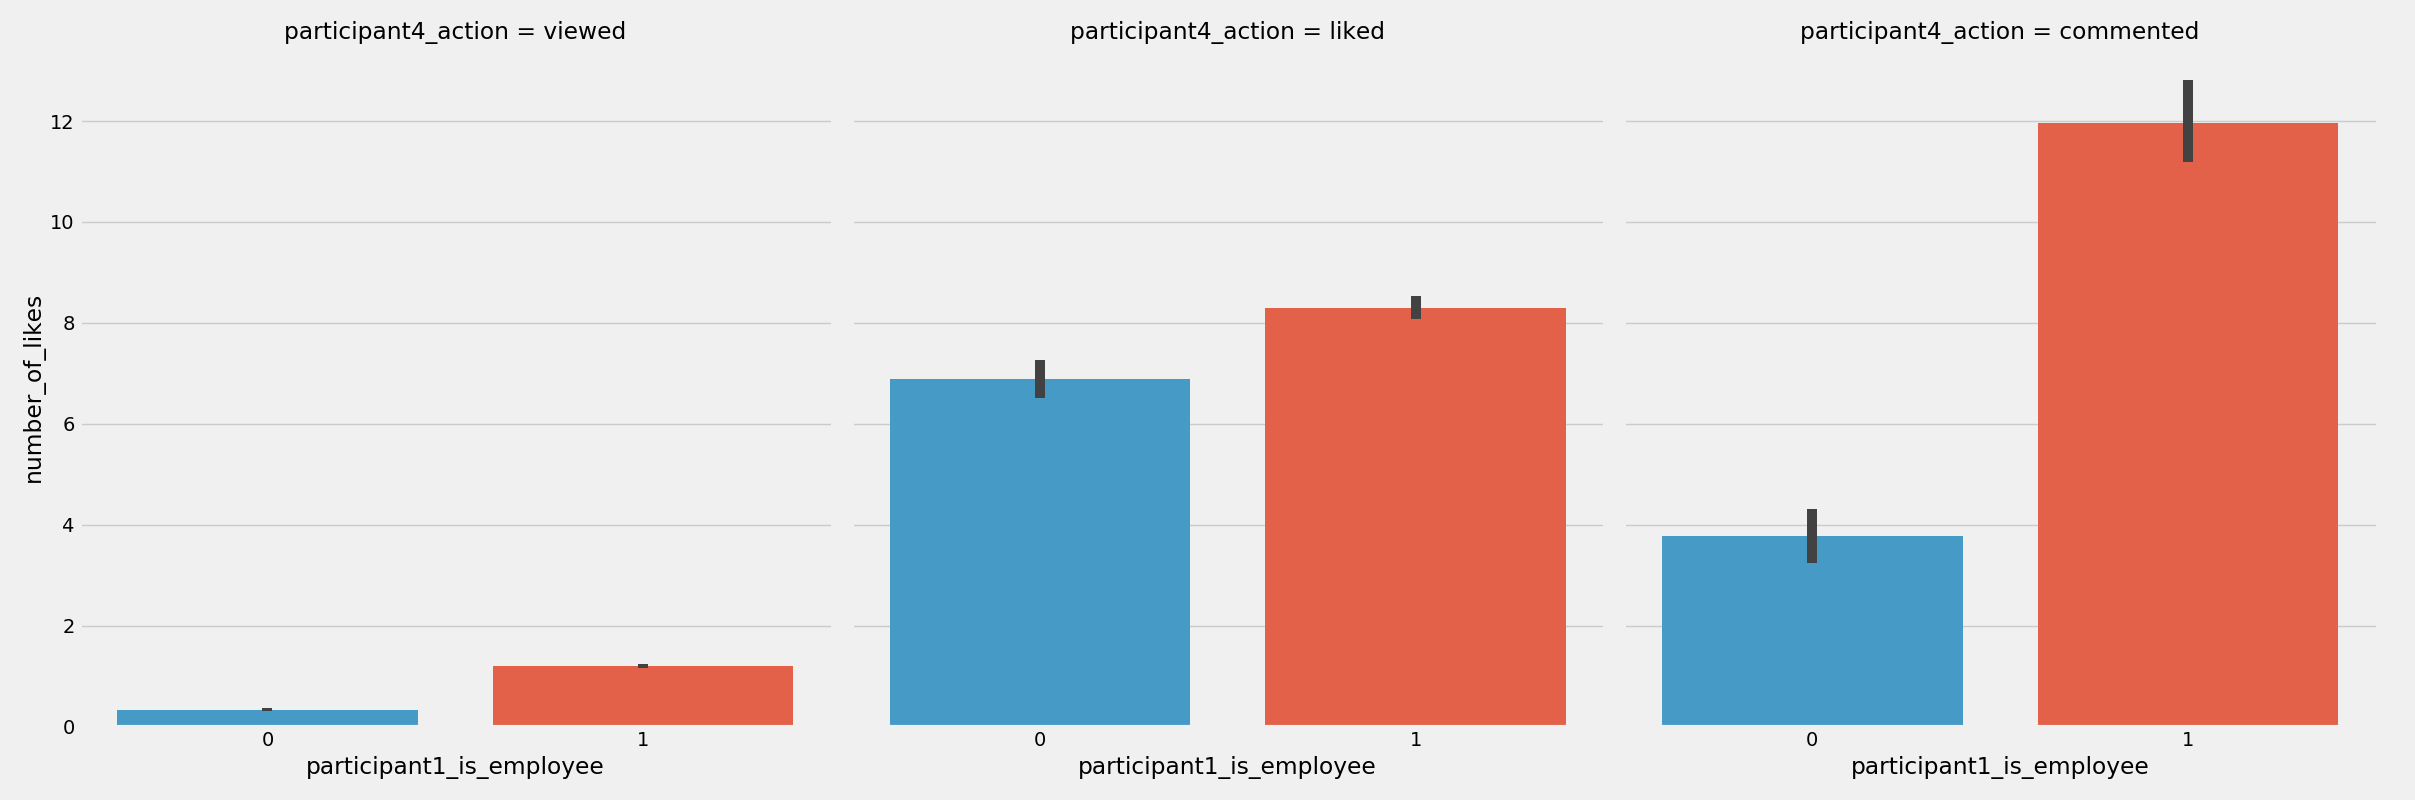 participant4_action = viewed
participant4_action = liked
participant4_action = commented
number_of_likes
12
10
8
6
4
2
0
0 1
0 1
0 1
participant1_is_employee
participant1_is_employee
participant1_is_employee